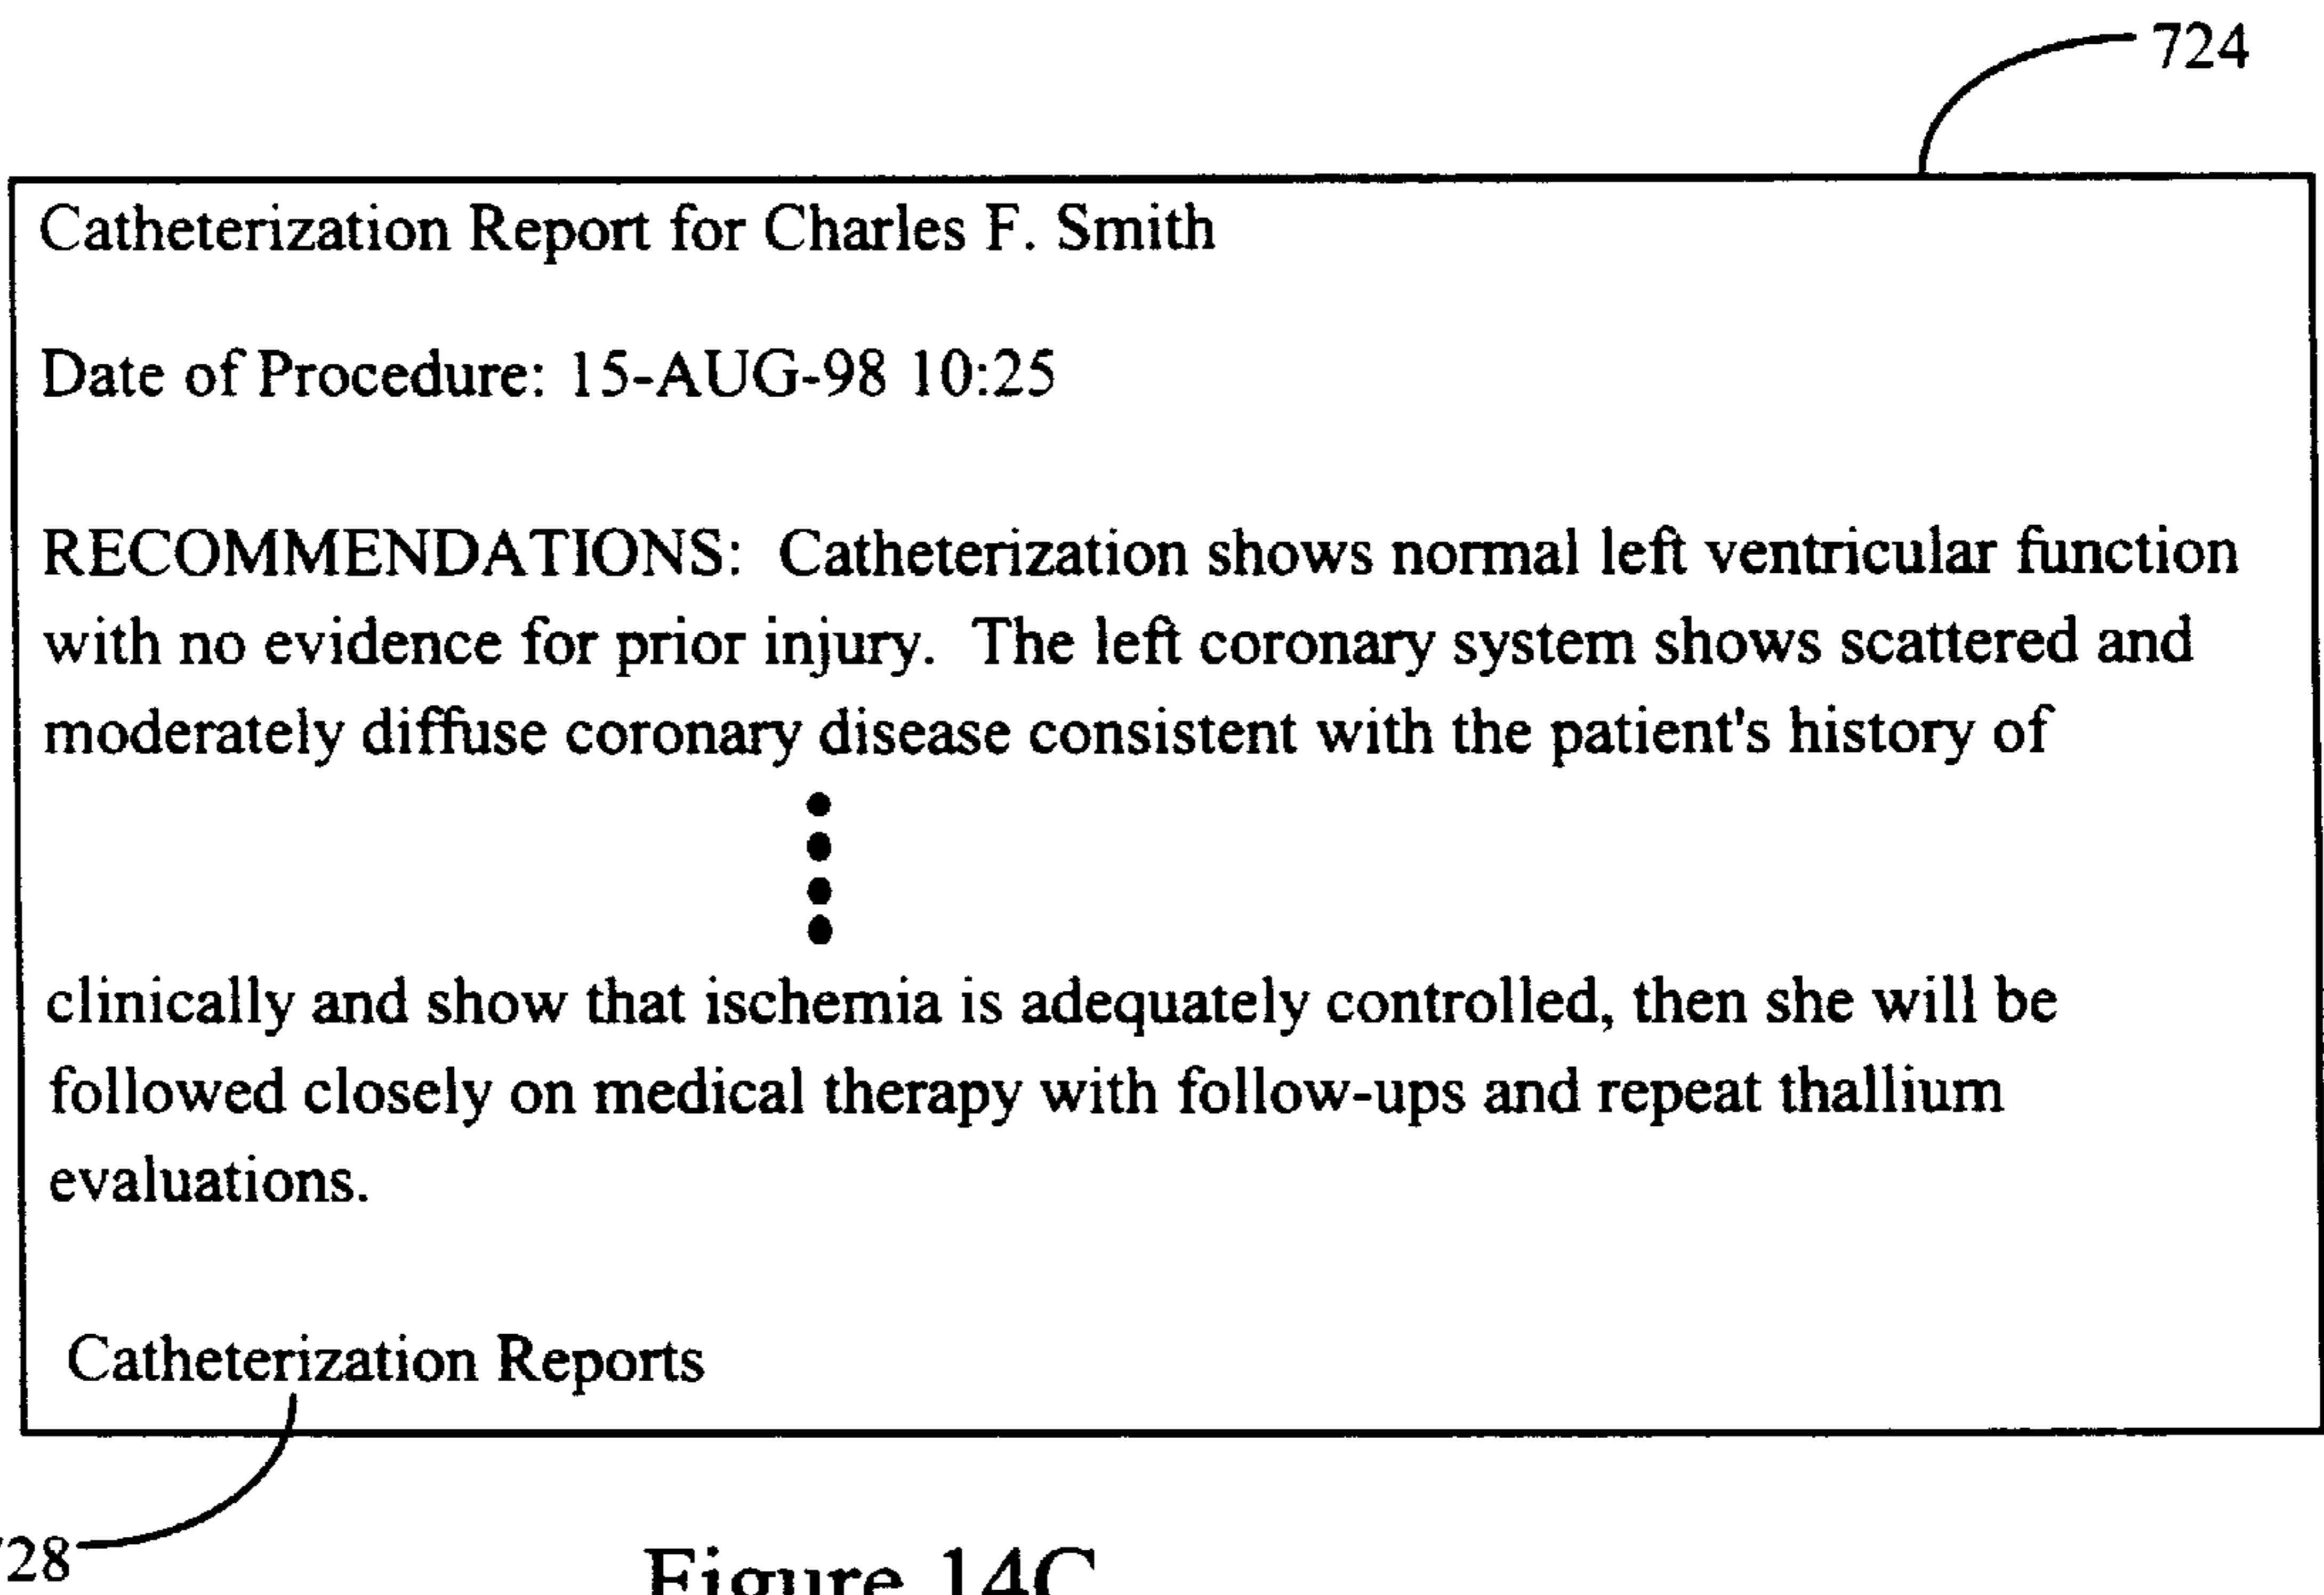 724
Catheterization Report for Charles F. Smith
Date of Procedure: 15-AUG-98 10:25
RECOMMENDATIONS: Catheterization shows normal left ventricular function
with no evidence for prior injury. The left coronary system shows scattered and
moderately diffuse coronary disease consistent with the patient's history of
clinically and show that ischemia is adequately controlled, then she will be
followed closely on medical therapy with follow-ups and repeat thallium
evaluations.
Catheterization Reports
28
Figure 14C